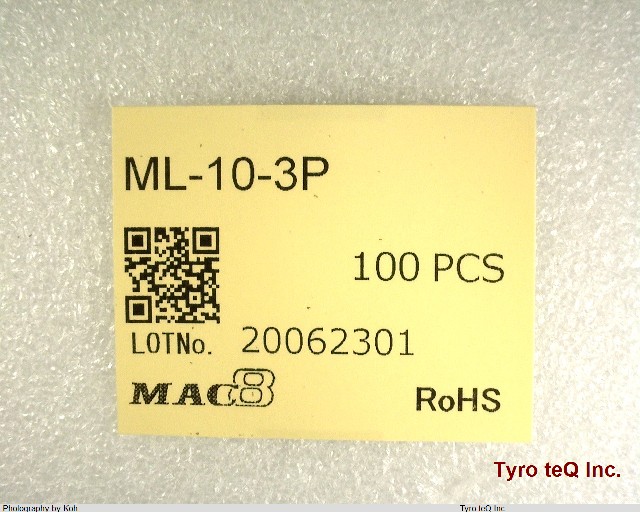 ML-10-3P
100 PCS
LOTNo. 20062301
MAC8
RoHS
Tyro teQ Inc.
Photography by Koh
Tyro teQ Inc